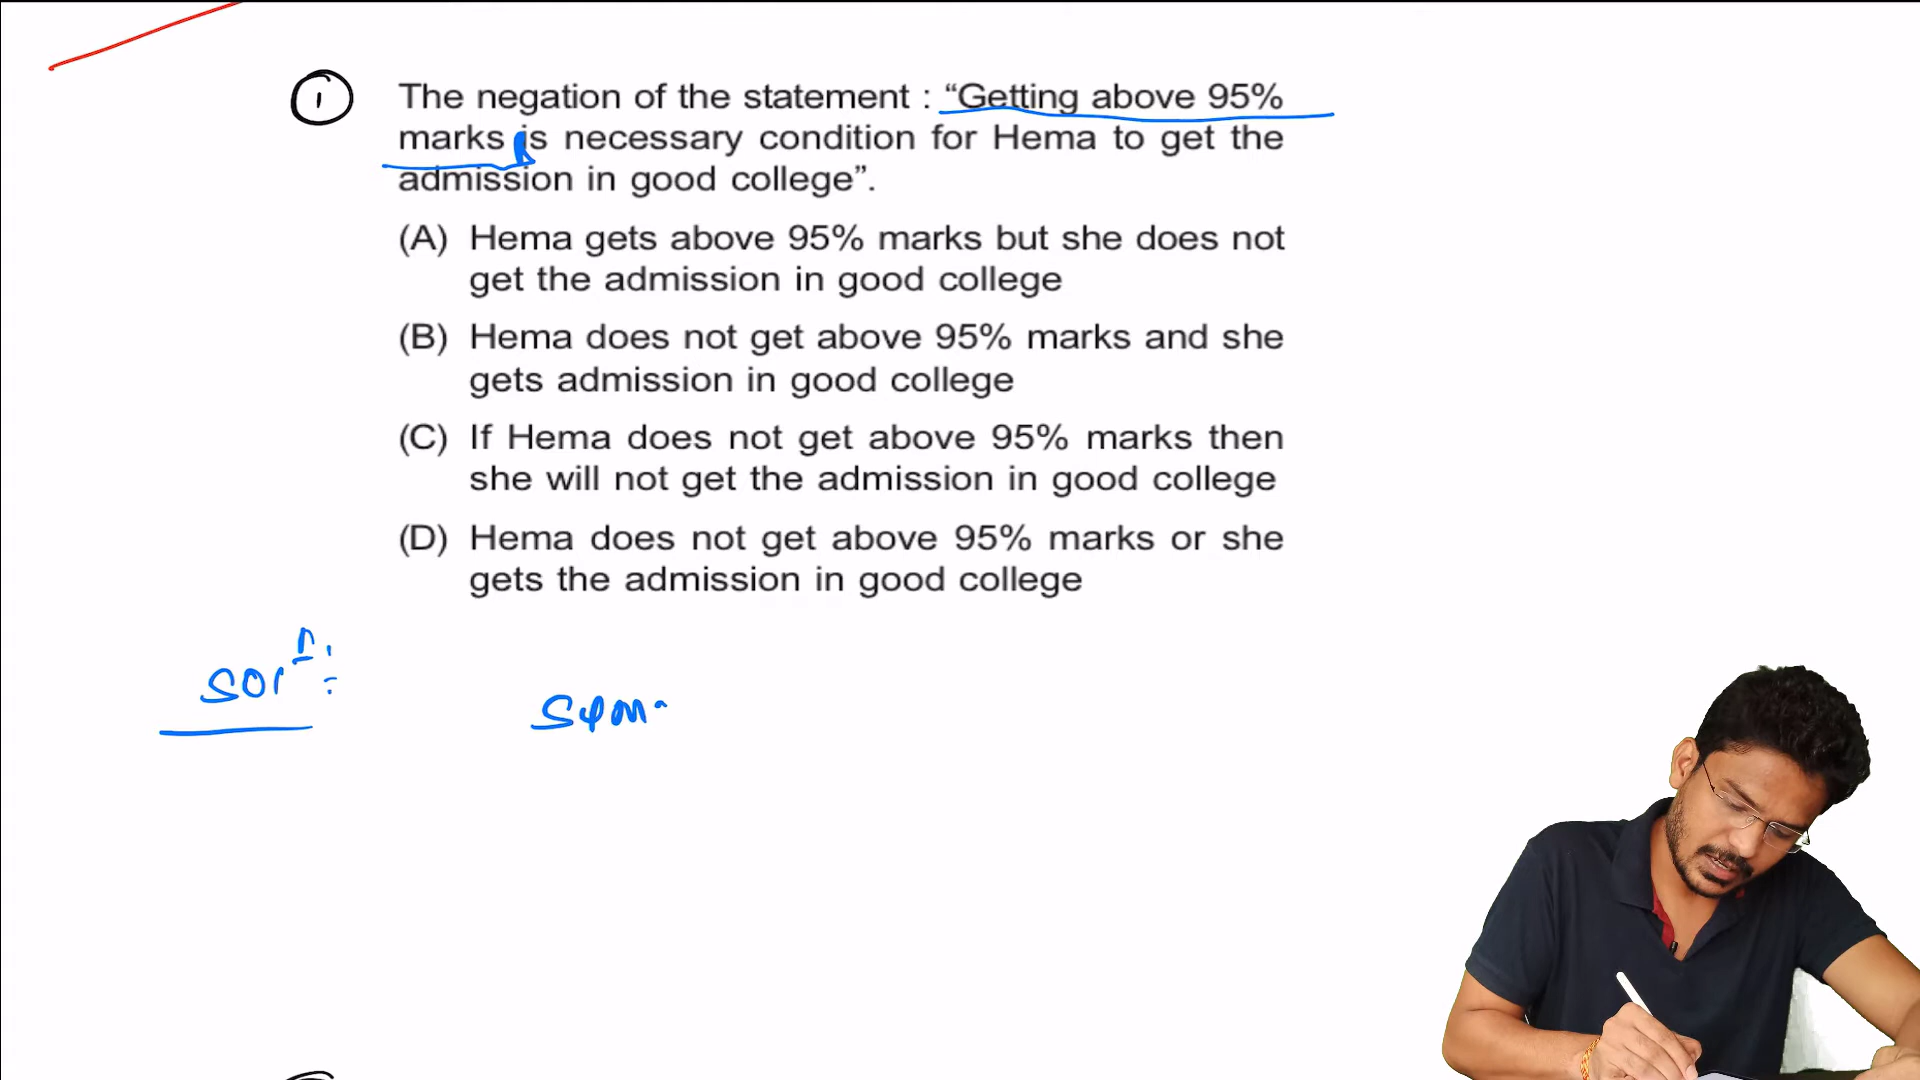 1 The negation of the statement : “Getting above 95%
marks is necessary condition for Hema to get the
admission in good college”.
(A) Hema gets above 95% marks but she does not
get the admission in good college
(B) Hema does not get above 95% marks and she
gets admission in good college
(C) If Hema does not get above 95% marks then
she will not get the admission in good college
(D) Hema does not get above 95% marks or she
gets the admission in good college
Solⁿ: